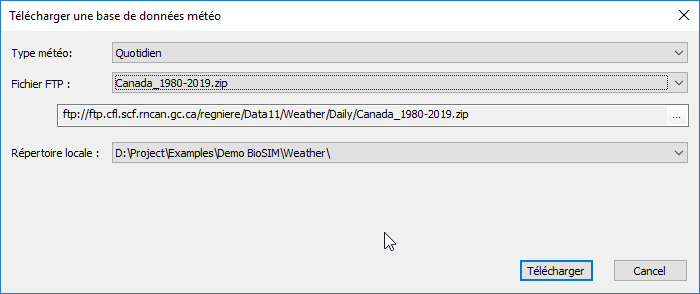 Télécharger une base de données météo
Type météo: Quotidien
Fichier FTP : Canada_1980-2019.zip
ftp://ftp.cfl.scf.rncan.gc.ca/regniere/Data11/Weather/Daily/Canada_1980-2019.zip ...
Répertoire locale : D:\Project\Examples\Demo BioSIM\Weather\
Télécharger Cancel